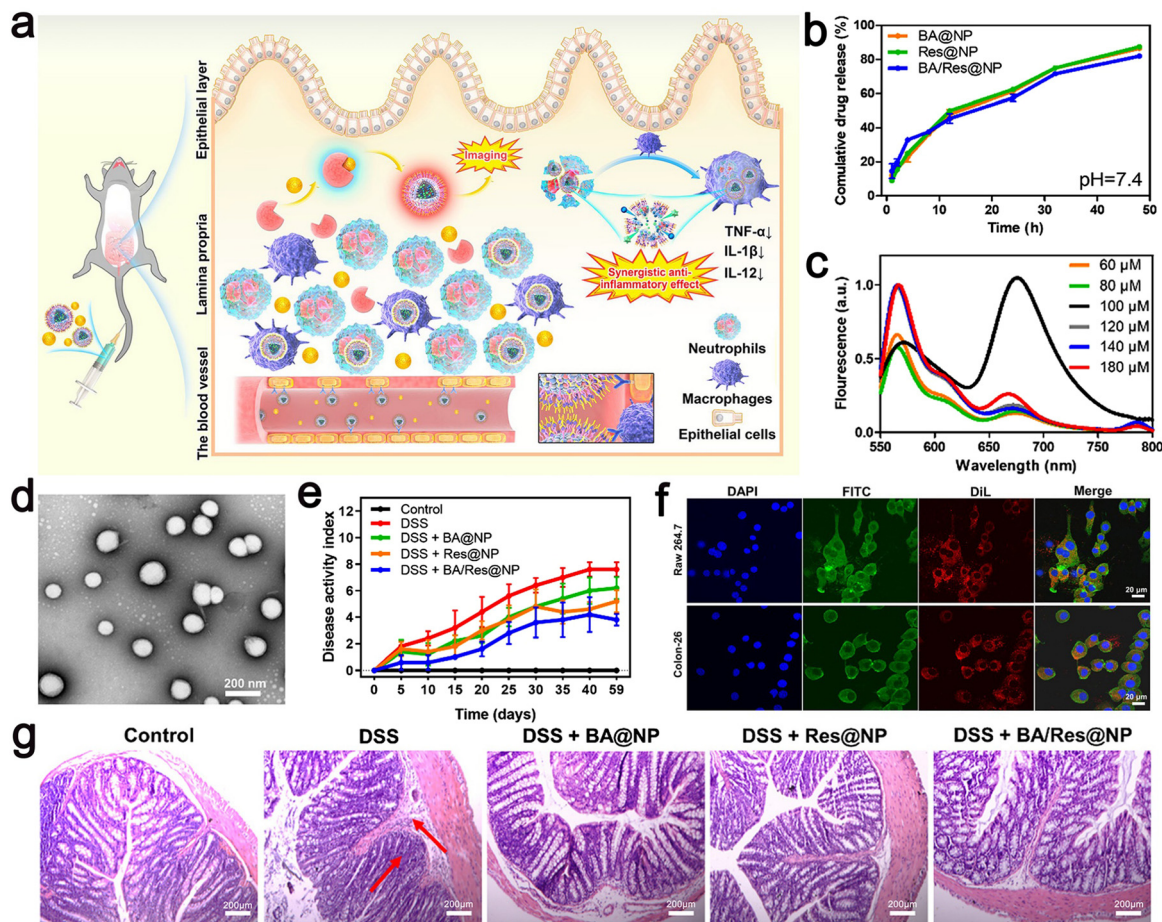 a
Epithelial layer
Lamina propria
The blood vessel
Imaging
TNF-α↓
IL-1β↓
IL-12↓
Synergistic anti-
inflammatory effect
Neutrophils
Macrophages
Epithelial cells
b
Comulative drug release (%)
100
80
60
40
20
0
BA@NP
Res@NP
BA/Res@NP
pH=7.4
0 10 20 30 40 50
Time (h)
c
Flourescence (a.u.)
1.0
0.5
0.0
60 µM
80 µM
100 µM
120 µM
140 µM
180 µM
550 600 650 700 750 800
Wavelength (nm)
d
200 nm
e
Disease activity index
12
10
8
6
4
2
0
Control
DSS
DSS + BA@NP
DSS + Res@NP
DSS + BA/Res@NP
0 5 10 15 20 25 30 35 40 59
Time (days)
f
DAPI FITC DiL Merge
Raw 264.7
20 µm
Colon-26
20 µm
g
Control DSS DSS + BA@NP DSS + Res@NP DSS + BA/Res@NP
200µm 200µm 200µm 200µm 200µm